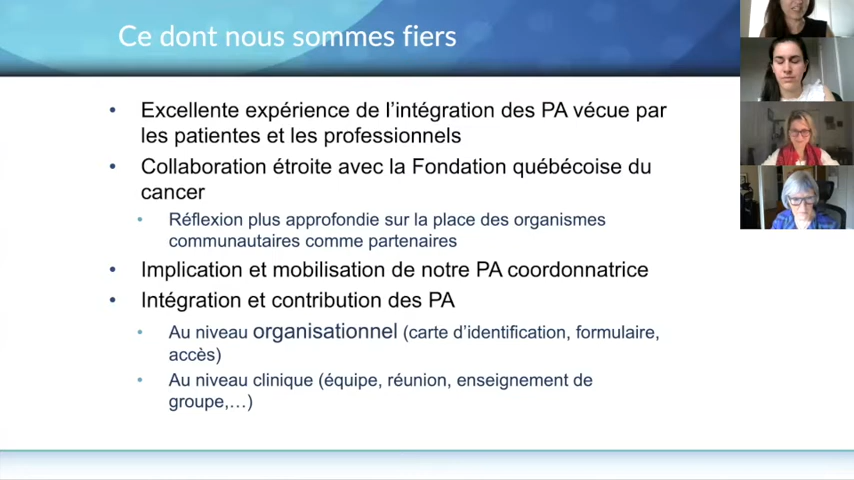 Ce dont nous sommes fiers
• Excellente expérience de l'intégration des PA vécue par
les patientes et les professionnels
• Collaboration étroite avec la Fondation québécoise du
cancer
• Réflexion plus approfondie sur la place des organismes
communautaires comme partenaires
• Implication et mobilisation de notre PA coordonnatrice
• Intégration et contribution des PA
• Au niveau organisationnel (carte d'identification, formulaire,
accès)
• Au niveau clinique (équipe, réunion, enseignement de
groupe,…)